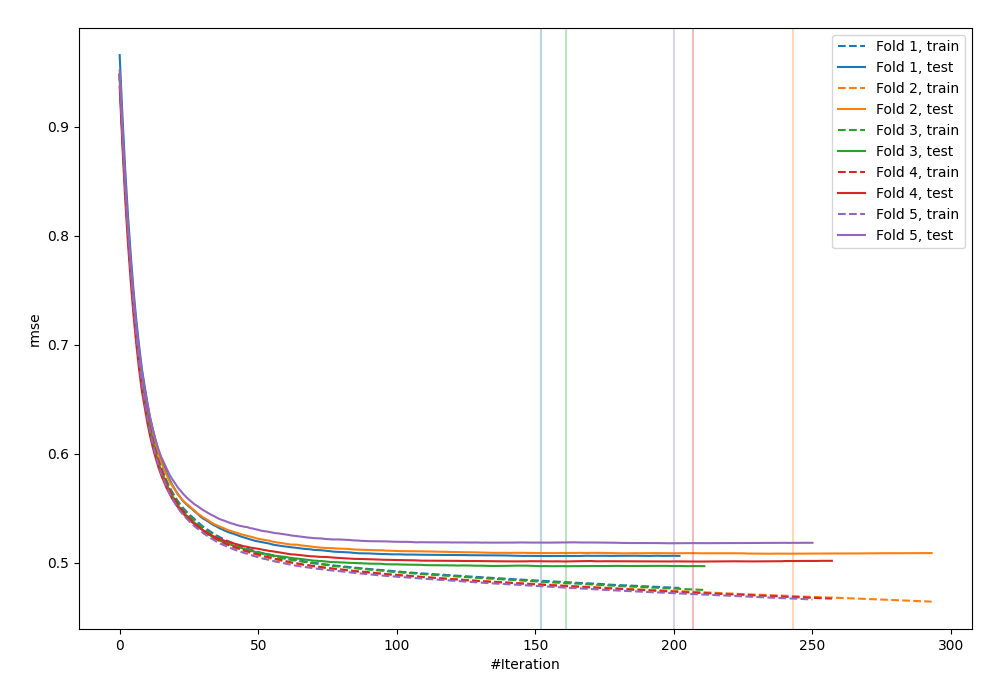 Fold 1, train
Fold 1, test
Fold 2, train
Fold 2, test
Fold 3, train
Fold 3, test
Fold 4, train
Fold 4, test
Fold 5, train
Fold 5, test
0.9
0.8
0.7
0.6
0.5
rmse
0 50 100 150 200 250 300
#Iteration